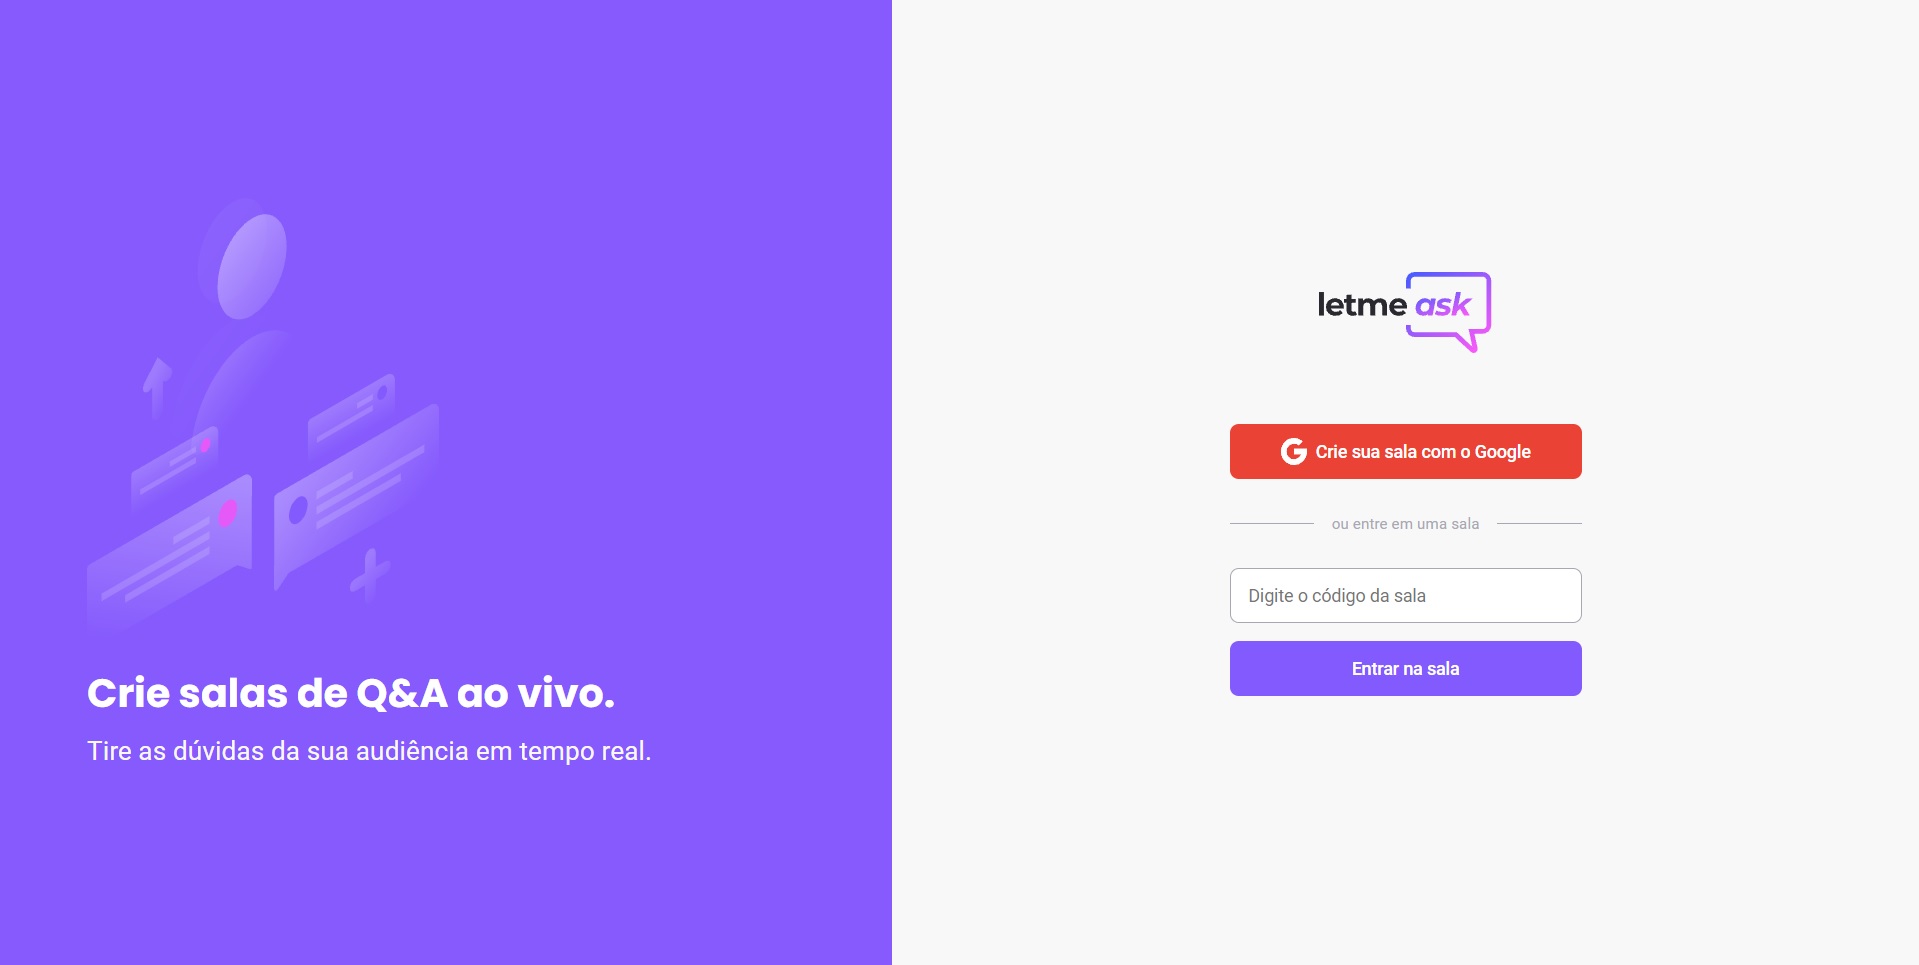 Crie salas de Q&A ao vivo.
Tire as dúvidas da sua audiência em tempo real.
letme ask
Crie sua sala com o Google
ou entre em uma sala
Digite o código da sala
Entrar na sala